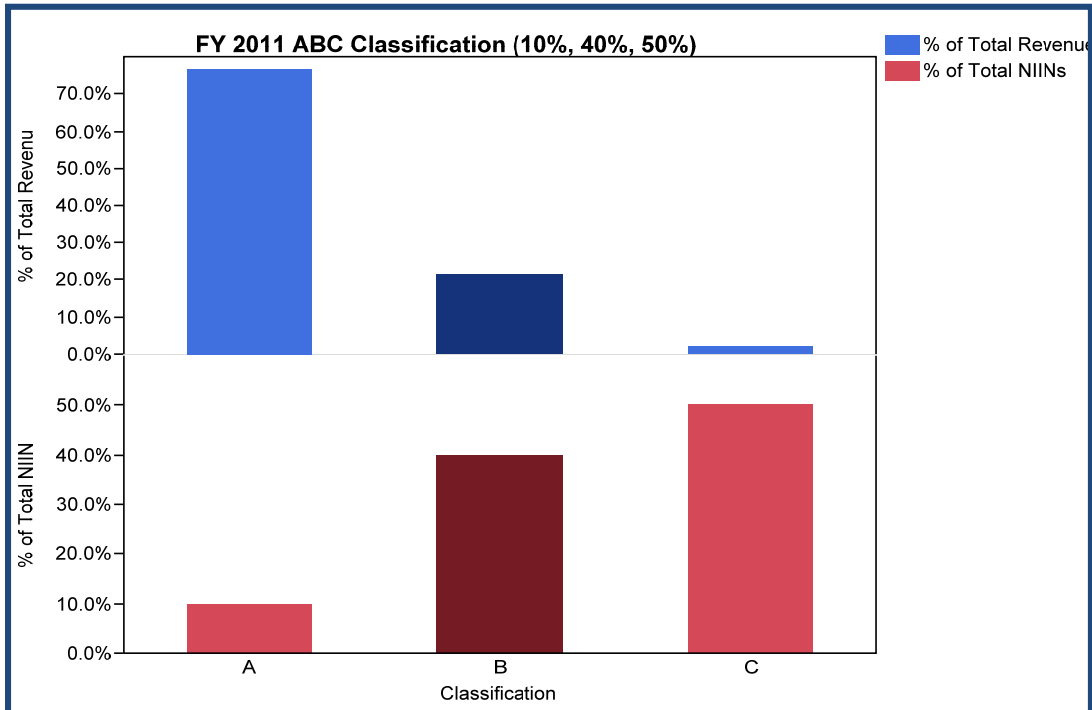 FY 2011 ABC Classification (10%, 40%, 50%)
% of Total Revenue
% of Total NIINs
% of Total Revenu
70.0%
60.0%
50.0%
40.0%
30.0%
20.0%
10.0%
0.0%
% of Total NIIN
50.0%
40.0%
30.0%
20.0%
10.0%
0.0%
A B C
Classification